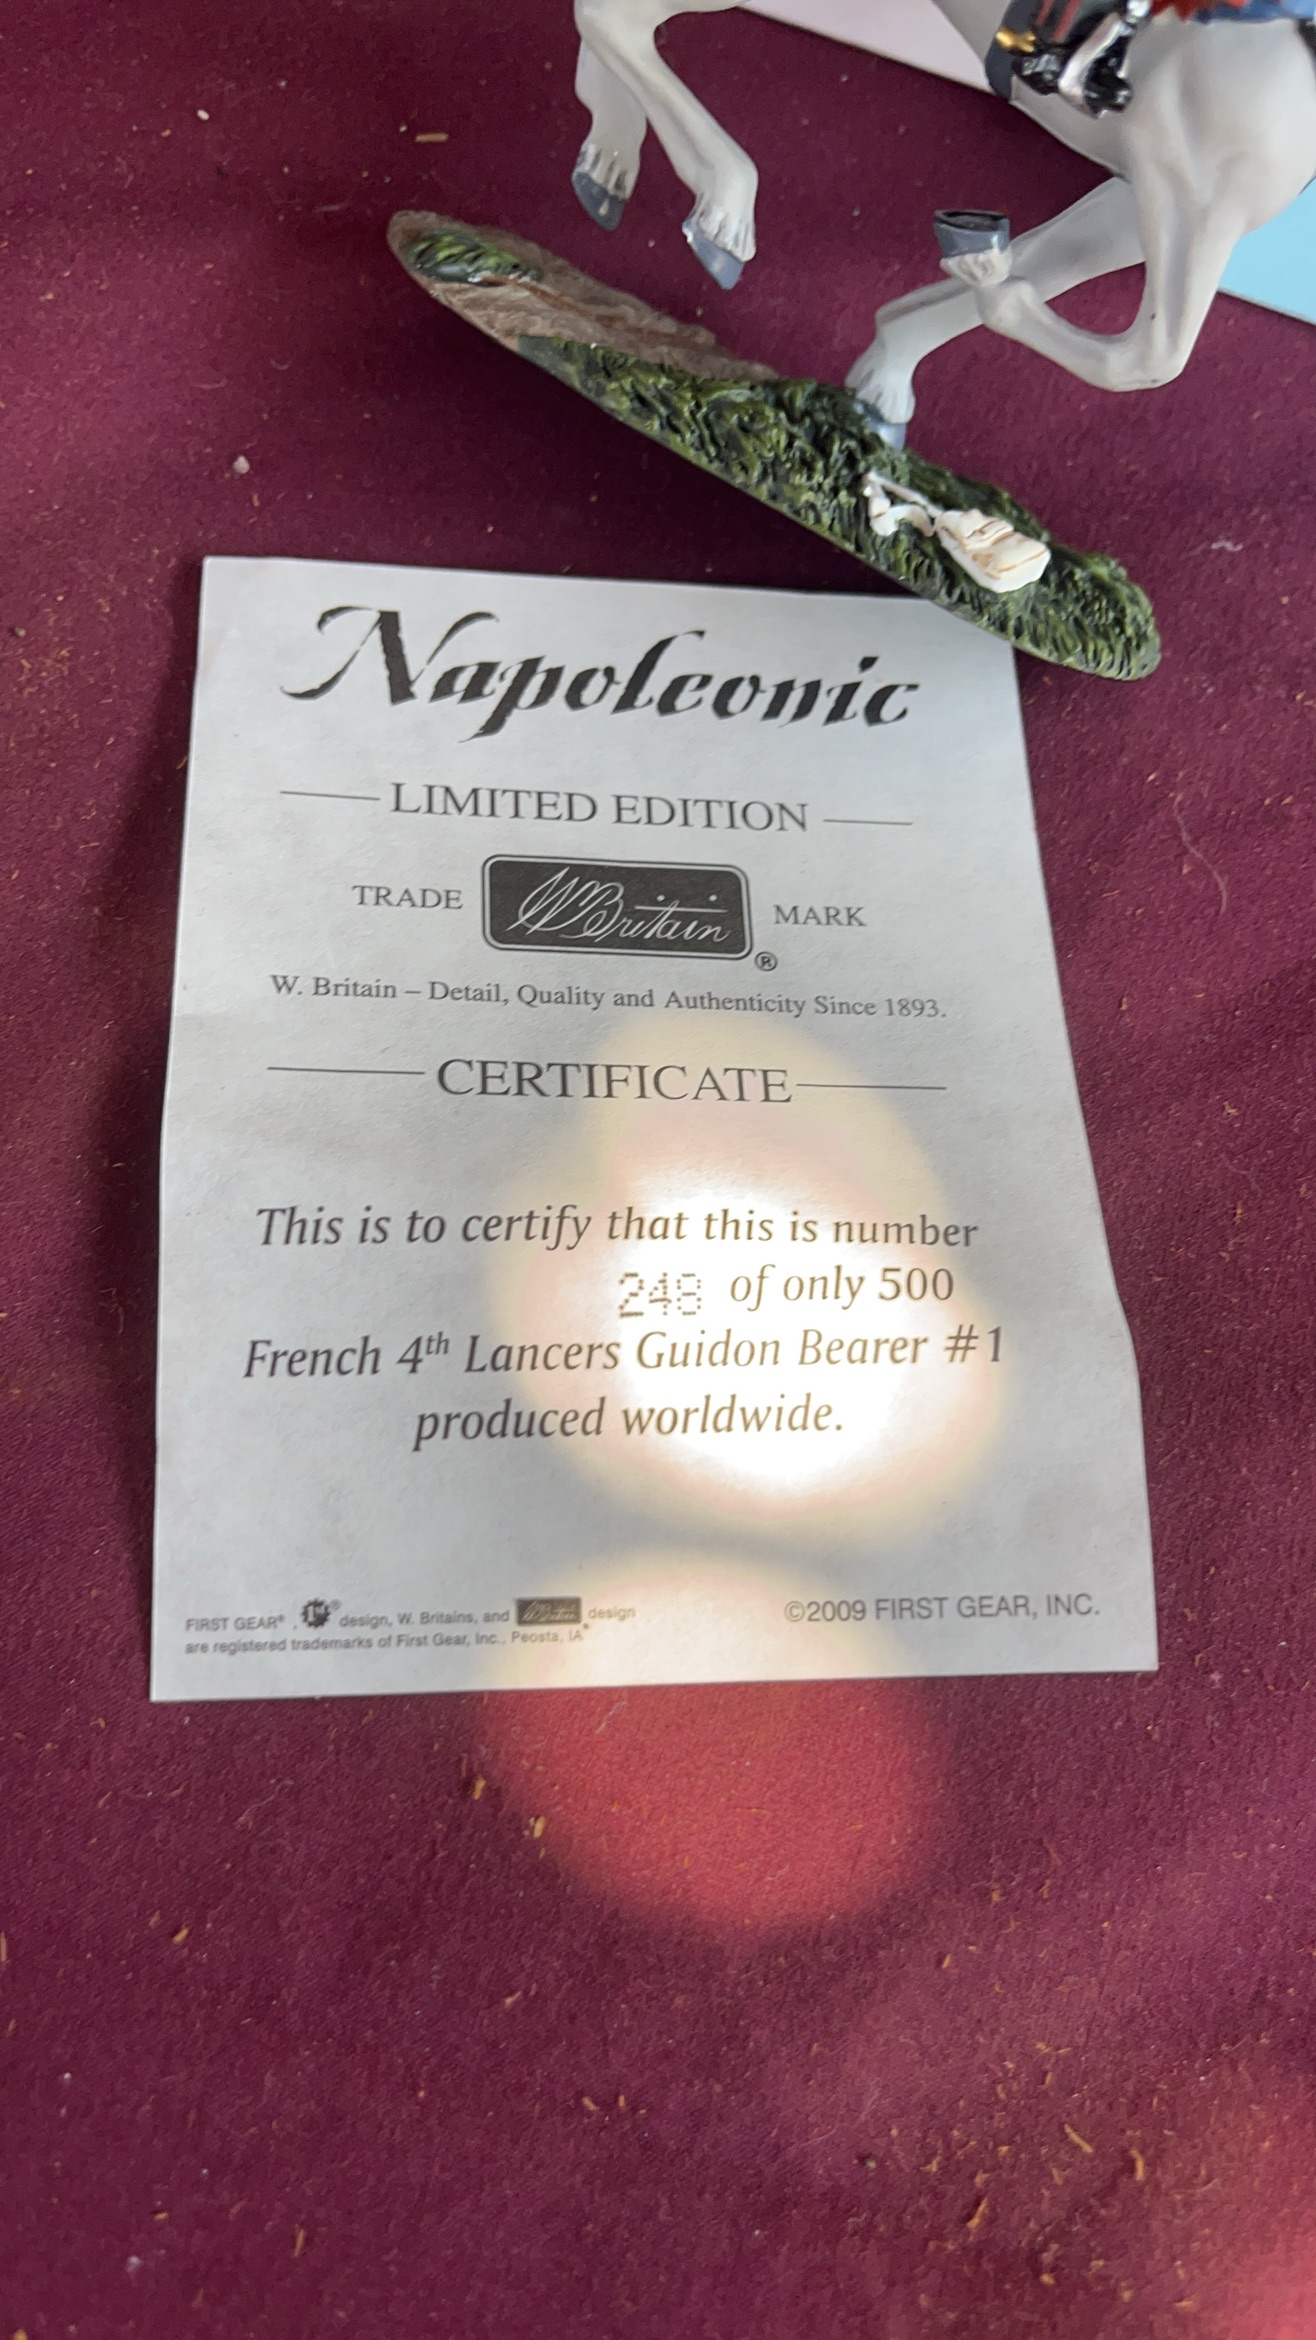 Napoleonic
LIMITED EDITION
TRADE WBritain MARK
®
W. Britain – Detail, Quality and Authenticity Since 1893.
CERTIFICATE
This is to certify that this is number
248 of only 500
French 4th Lancers Guidon Bearer #1
produced worldwide.
FIRST GEAR®, ® design, W. Britains, and WBritain design
are registered trademarks of First Gear, Inc., Peosta, IA
©2009 FIRST GEAR, INC.